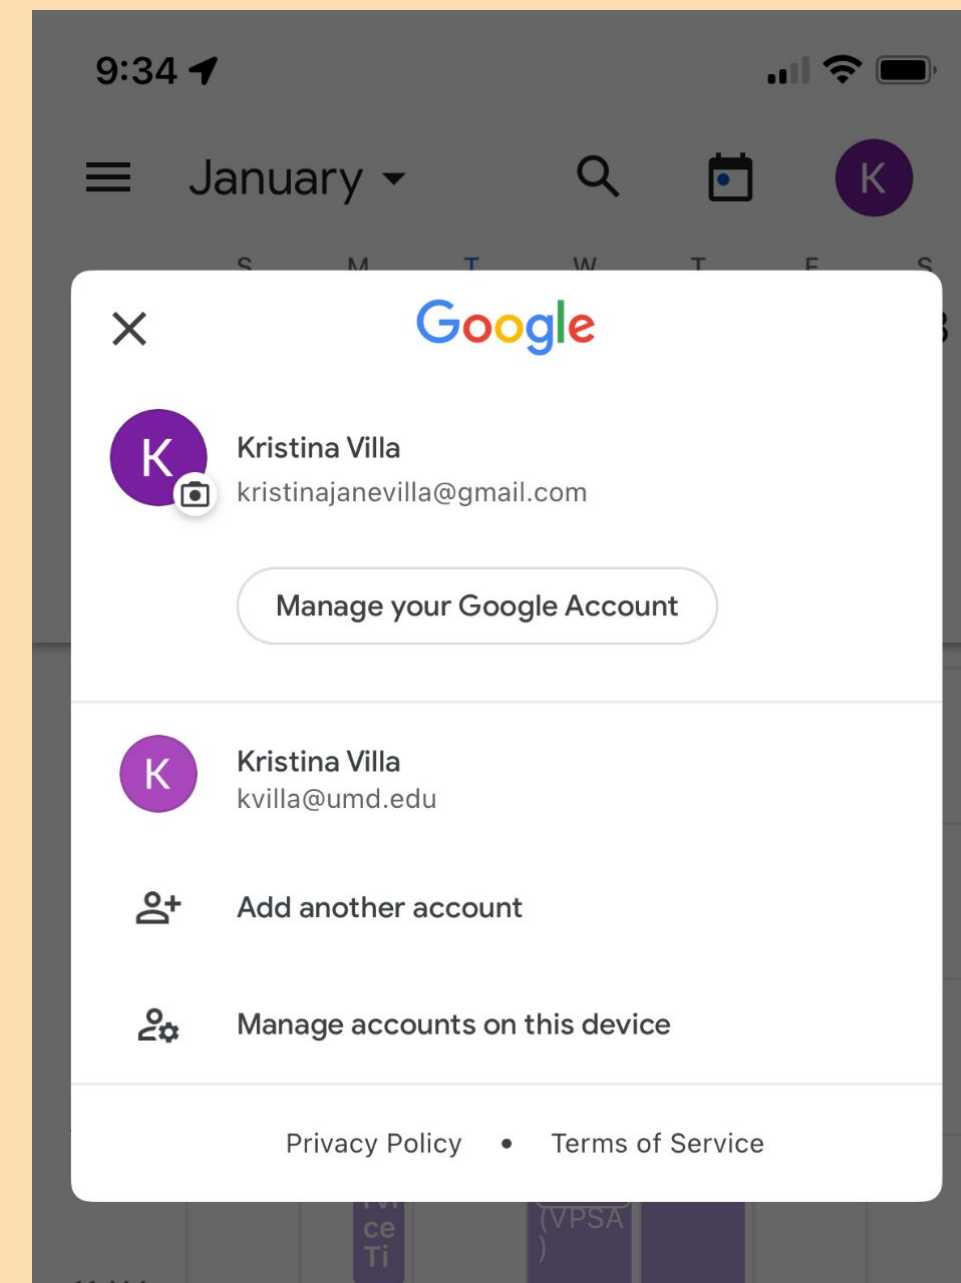 9:34
January
K
S M T W T F S
Google
K
Kristina Villa
kristinajanevilla@gmail.com
Manage your Google Account
K
Kristina Villa
kvilla@umd.edu
Add another account
Manage accounts on this device
Privacy Policy • Terms of Service
ce
Ti
(VPSA
)